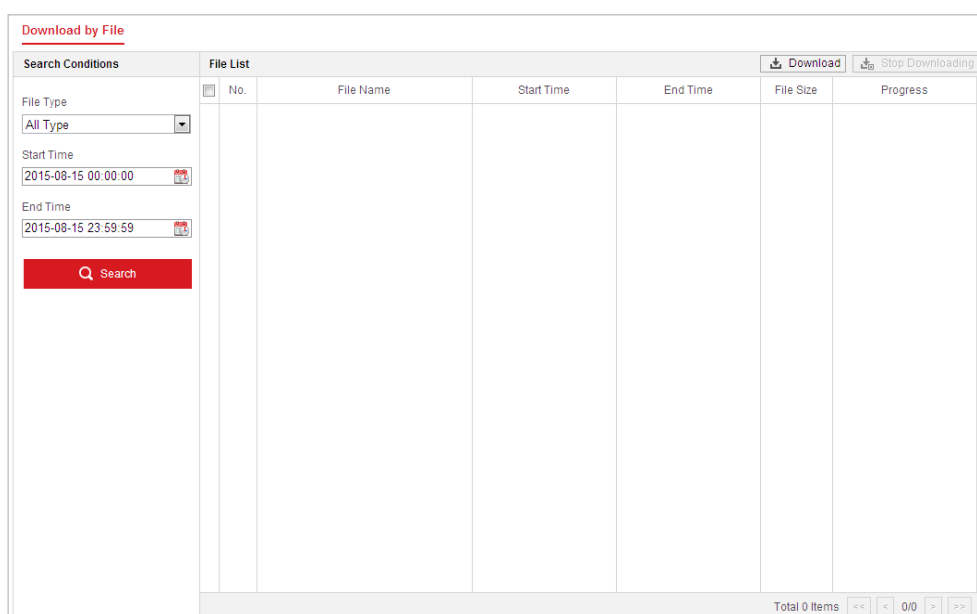 Download by File
Search Conditions
File List
Download
Stop Downloading
No.
File Name
Start Time
End Time
File Size
Progress
File Type
All Type
Start Time
2015-08-15 00:00:00
End Time
2015-08-15 23:59:59
Search
Total 0 Items << < 0/0 > >>